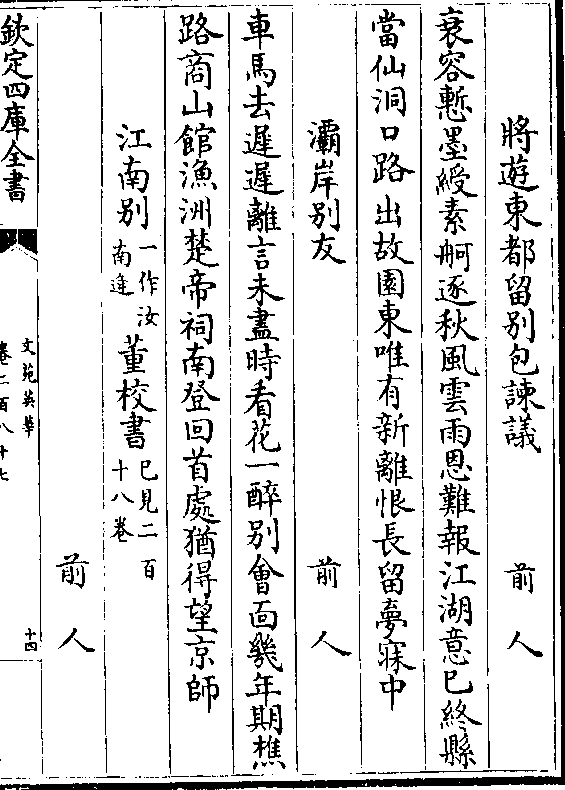 將遊東都留别包諫議　前人
衰容慙墨綬素舸逐秋風雲雨恩難報江湖意已終縣
當仙洞口路出故園東唯有新離恨長留夢寐中
灞岸别友　前人
車馬去遲遲離言未盡時看花一醉别會面幾年期樵
路商山館漁洲楚帝祠南登回首處猶得望京師
江南别一作汝南逢董校書已見二百十八卷
前人
欽定四庫全書
文苑英華
卷二百八十七
十四